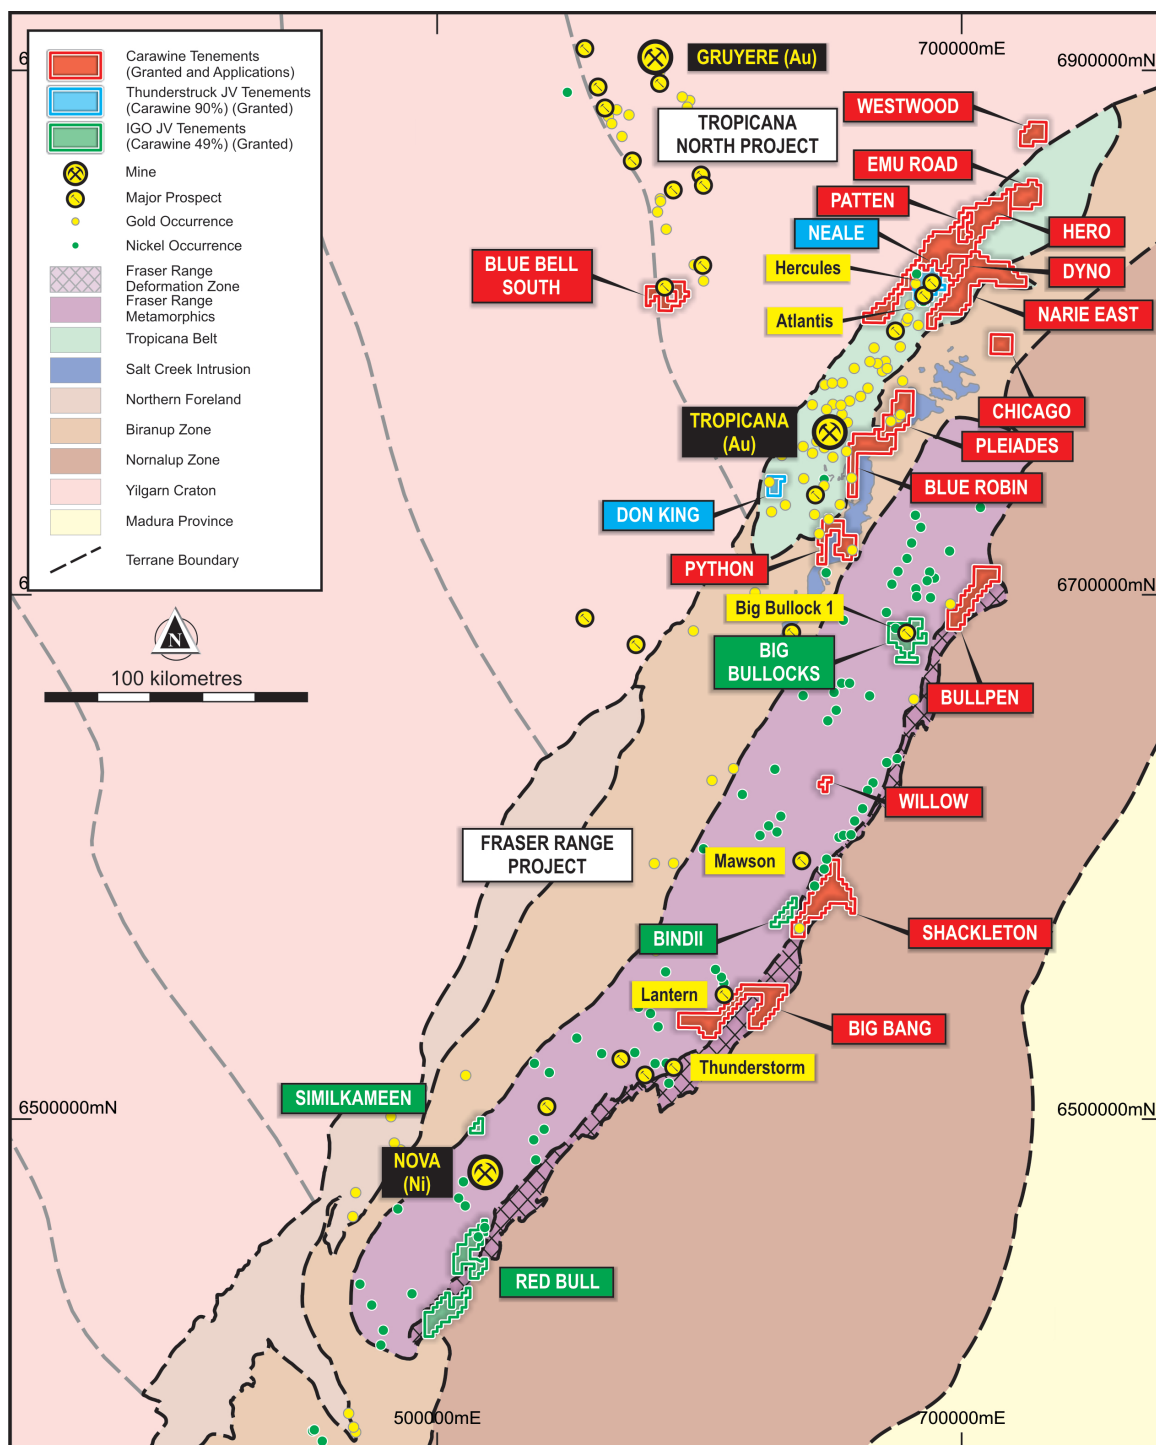 Carawine Tenements
(Granted and Applications)
Thunderstruck JV Tenements
(Carawine 90%) (Granted)
IGO JV Tenements
(Carawine 49%) (Granted)
Mine
Major Prospect
Gold Occurrence
Nickel Occurrence
Fraser Range
Deformation Zone
Fraser Range
Metamorphics
Tropicana Belt
Salt Creek Intrusion
Northern Foreland
Biranup Zone
Nornalup Zone
Yilgarn Craton
Madura Province
Terrane Boundary
N
100 kilometres
700000mE
6900000mN
GRUYERE (Au)
WESTWOOD
TROPICANA
NORTH PROJECT
EMU ROAD
PATTEN
NEALE
HERO
BLUE BELL
SOUTH
Hercules
DYNO
Atlantis
NARIE EAST
CHICAGO
TROPICANA
(Au)
PLEIADES
BLUE ROBIN
DON KING
PYTHON
6700000mN
Big Bullock 1
BIG
BULLOCKS
BULLPEN
WILLOW
FRASER RANGE
PROJECT
Mawson
SHACKLETON
BINDII
Lantern
BIG BANG
Thunderstorm
SIMILKAMEEN
6500000mN
6500000mN
NOVA
(Ni)
RED BULL
500000mE
700000mE